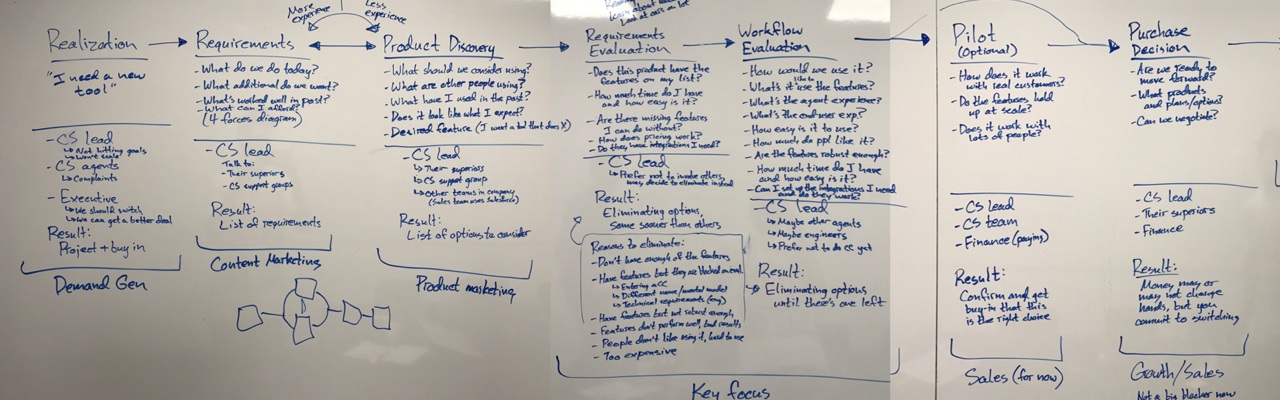 More experience
Less experience
Realization
"I need a new tool"
- CS lead
↳ Not hitting goals
↳ Won't scale
- CS agents
↳ Complaints
- Executive
↳ We should switch
↳ We can get a better deal
Result:
Project + buy in
Demand Gen
Requirements
- What do we do today?
- What additional do we want?
- What's worked well in past?
- What can I afford?
(4 forces diagram)
- CS lead
Talk to:
- Their superiors
- CS support groups
Result:
List of requirements
Content Marketing
Product Discovery
- What should we consider using?
- What are other people using?
- What have I used in the past?
- Does it look like what I expect?
- Desired feature (I want a tool that does X)
- CS lead
↳ Their superiors
↳ CS support group
↳ Other teams in company
(Sales team uses Salesforce)
Result:
List of options to consider
Product marketing
Learn about
Look at cars on lot
Requirements
Evaluation
- Does this product have the
features on my list?
- How much time do I have
and how easy is it?
- Are there missing features
I can do without?
- How does pricing work?
- Do they have integrations I need?
- CS lead
↳ Prefer not to involve others,
may decide to eliminate instead
Result:
Eliminating options,
some sooner than others
Reasons to eliminate:
- Don't have enough of the features
- Have features but they are blocked on eval
↳ Entering a CC
↳ Different name/mental model
↳ Technical requirements (eng)
- Have features but not robust enough
- Features don't perform well, bad results
- People don't like using it, hard to use
- Too expensive
Key focus
Workflow
Evaluation
- How would we use it?
- What's it like to use the features?
- What's the agent experience?
- What's the end-user exp?
- How easy is it to use?
- How much do ppl like it?
- Are the features robust enough?
- How much time do I have
and how easy is it?
- Can I set up the integrations I need
and do they work?
- CS lead
↳ Maybe other agents
↳ Maybe engineers
↳ Prefer not to do CC yet
Result:
Eliminating options
until there's one left
Pilot
(optional)
- How does it work
with real customers?
- Do the features hold
up at scale?
- Does it work with
lots of people?
- CS lead
- CS team
- Finance (paying)
Result:
Confirm and get
buy-in that this
is the right choice
Sales (for now)
Purchase
Decision
- Are we ready to
move forward?
- What products
and plans/options?
- Can we negotiate?
- CS lead
- Their superiors
- Finance
Result:
Money may or
may not change
hands, but you
commit to switching
Growth/Sales
Not a big blocker now